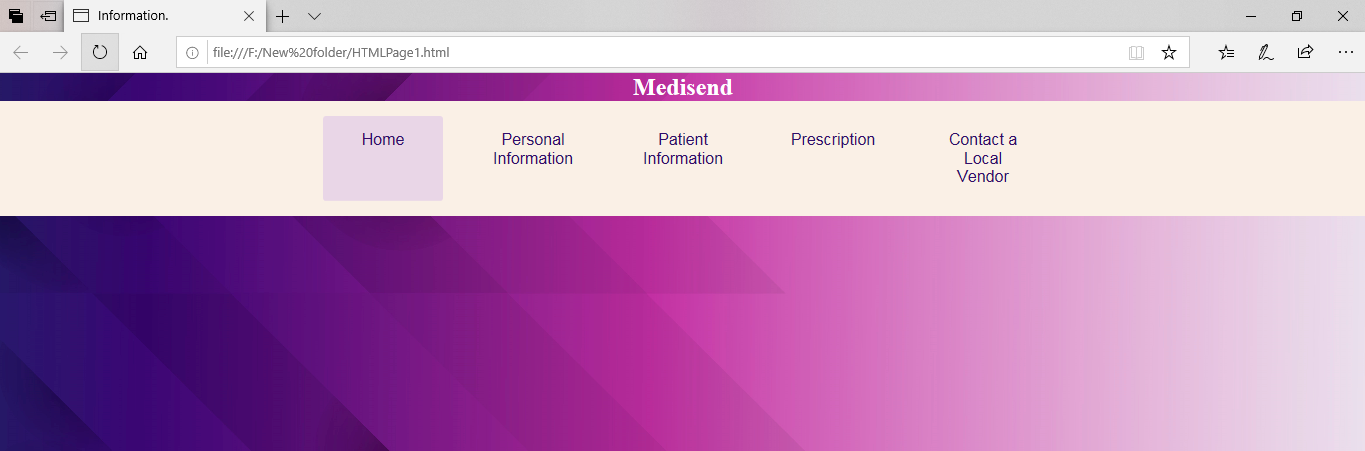 Information.
file:///F:/New%20folder/HTMLPage1.html
Medisend
Home
Personal
Information
Patient
Information
Prescription
Contact a
Local
Vendor